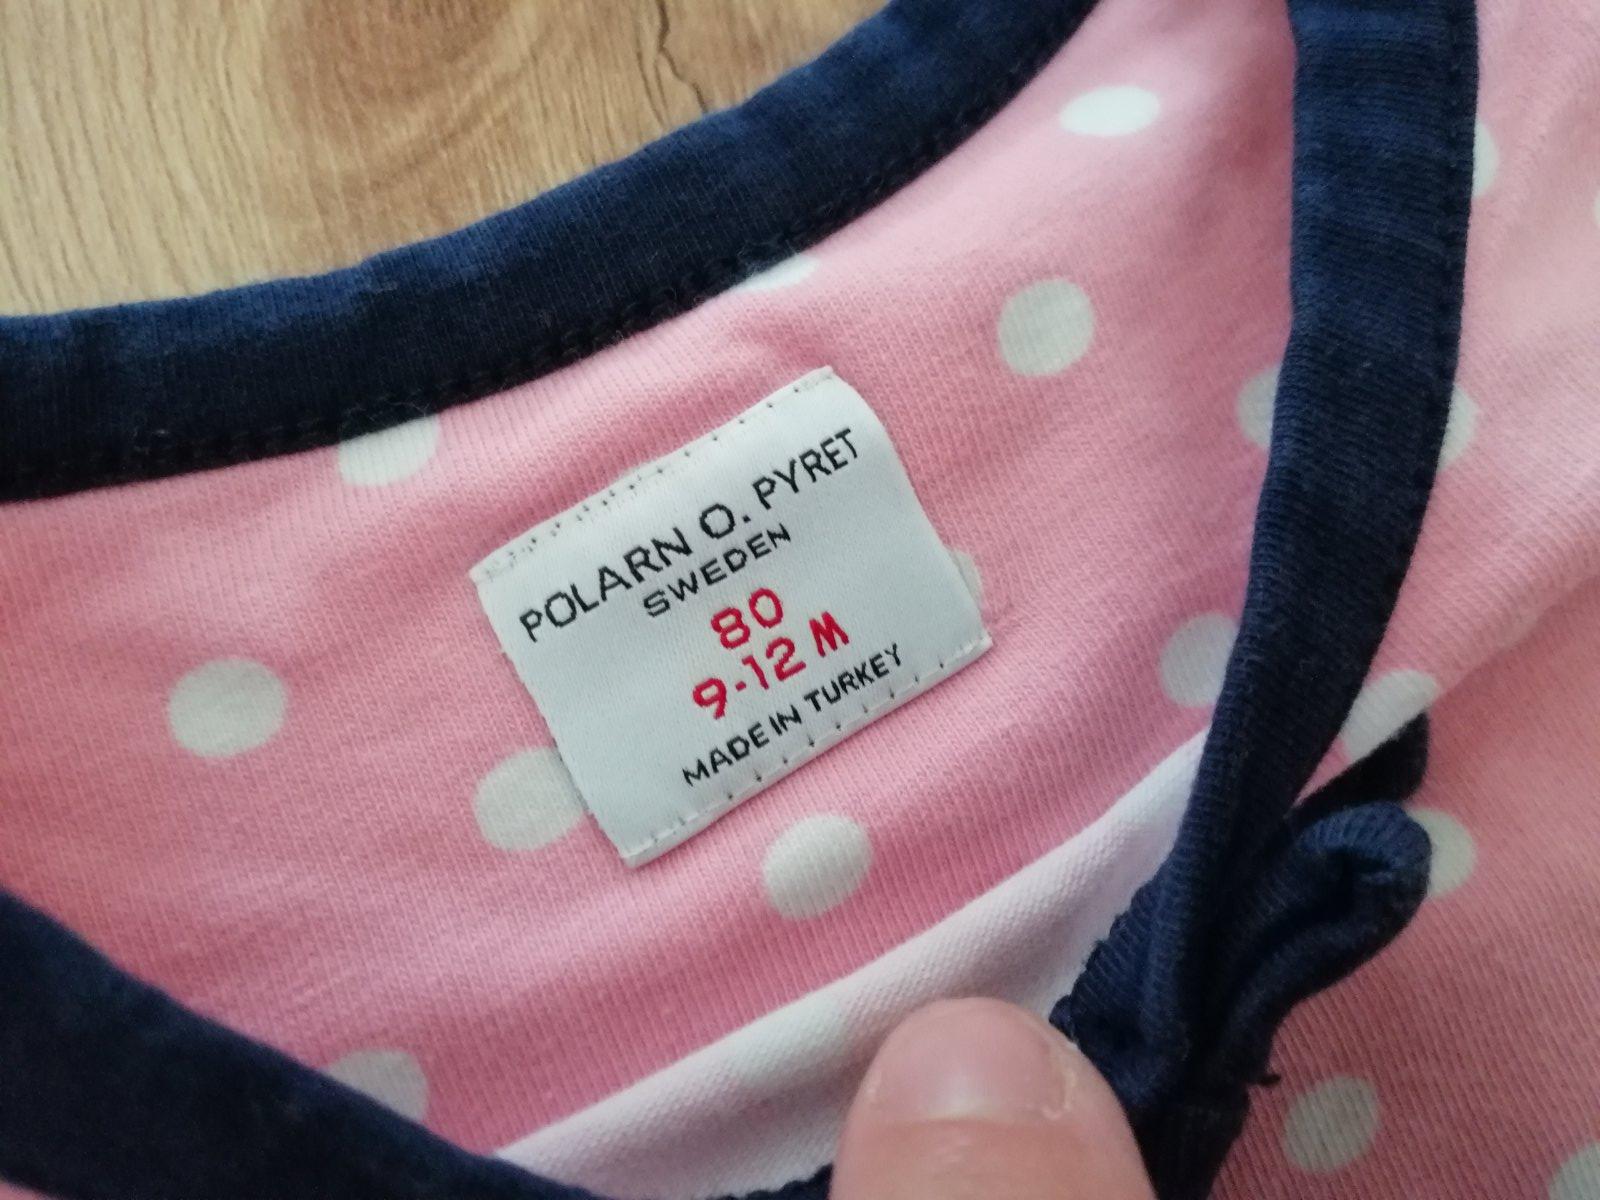 POLARN O. PYRET
SWEDEN
80
9-12 M
MADE IN TURKEY